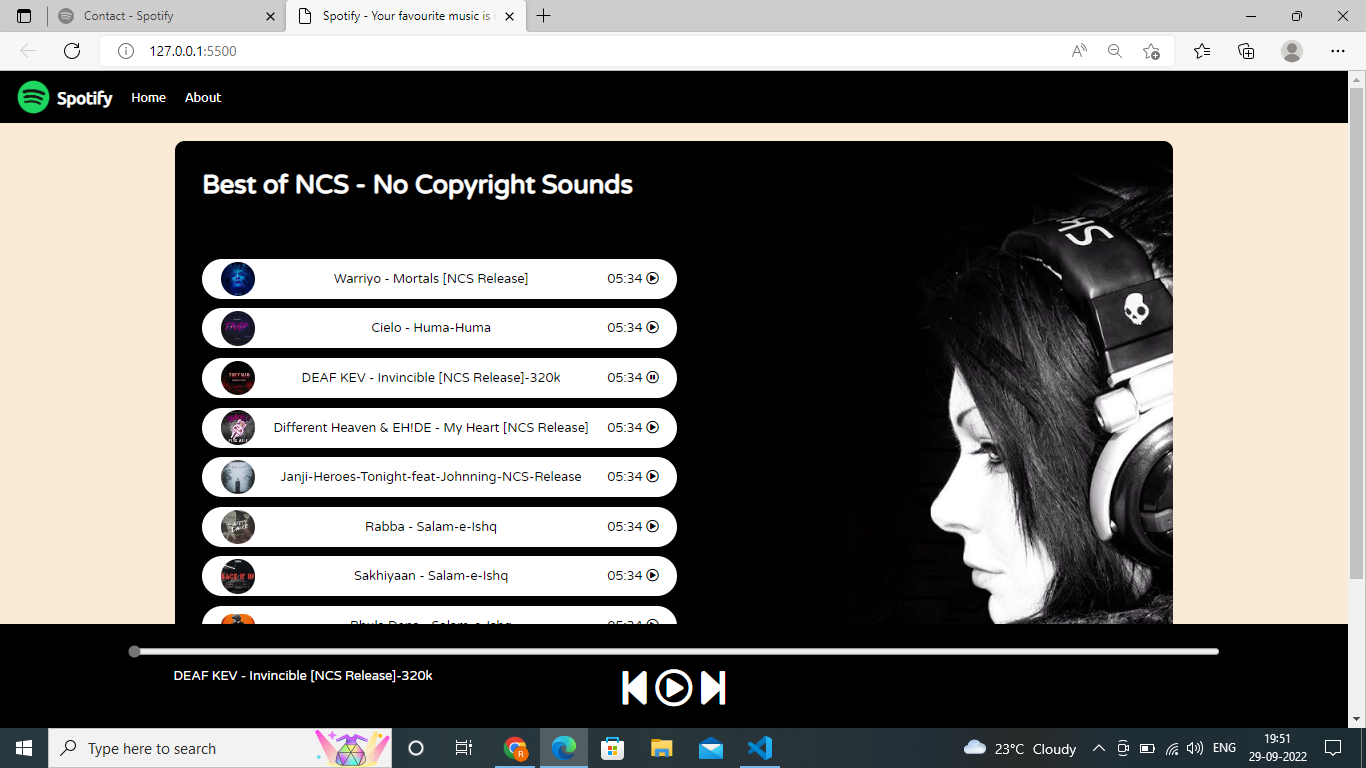 Contact - Spotify
Spotify - Your favourite music is
127.0.0.1:5500
Spotify Home About
Best of NCS - No Copyright Sounds
Warriyo - Mortals [NCS Release] 05:34
Cielo - Huma-Huma 05:34
DEAF KEV - Invincible [NCS Release]-320k 05:34
Different Heaven & EH!DE - My Heart [NCS Release] 05:34
Janji-Heroes-Tonight-feat-Johnning-NCS-Release 05:34
Rabba - Salam-e-Ishq 05:34
Sakhiyaan - Salam-e-Ishq 05:34
DEAF KEV - Invincible [NCS Release]-320k
Type here to search
23°C Cloudy
ENG
19:51
29-09-2022